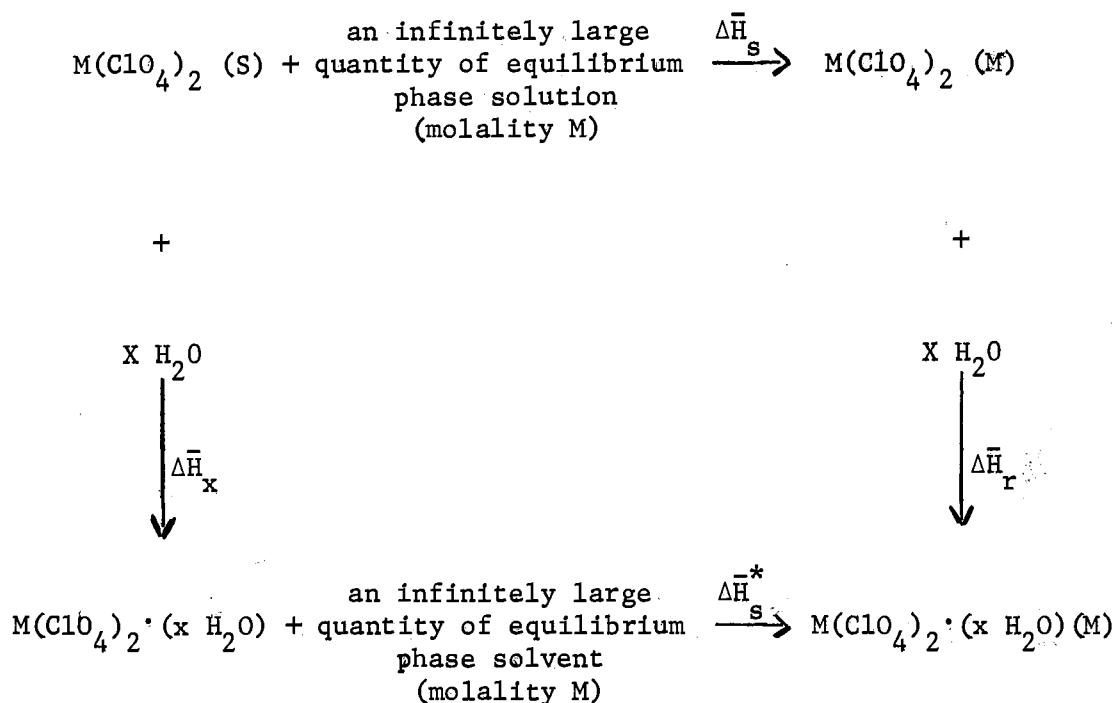 an infinitely large ΔH̄s
M(ClO4)2 (S) + quantity of equilibrium ⟶ M(ClO4)2 (M)
phase solution
(molality M)
+ +
X H2O X H2O
ΔH̄x ΔH̄r
an infinitely large ΔH̄s*
M(ClO4)2·(x H2O) + quantity of equilibrium ⟶ M(ClO4)2·(x H2O)(M)
phase solvent
(molality M)